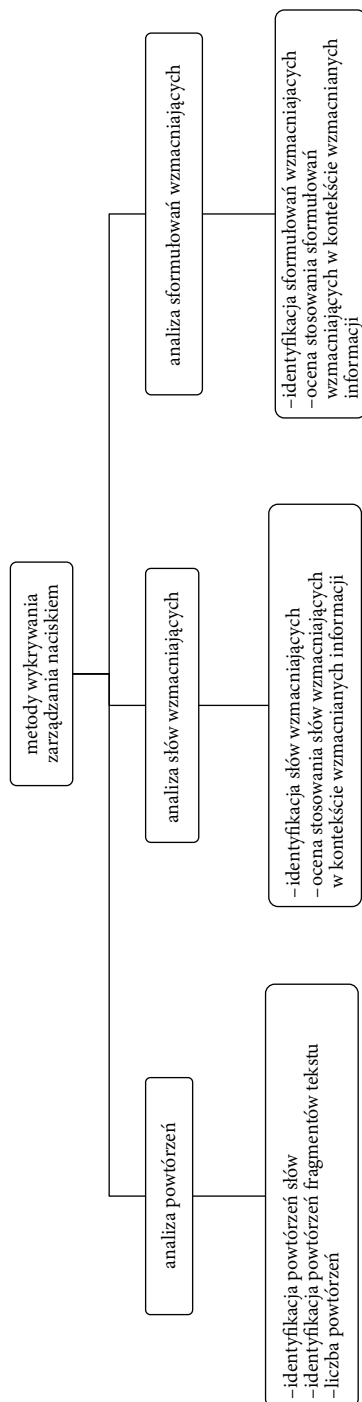 metody wykrywania
zarządzania naciskiem
analiza powtórzeń
–identyfikacja powtórzeń słów
–identyfikacja powtórzeń fragmentów tekstu
–liczba powtórzeń
analiza słów wzmacniających
–identyfikacja słów wzmacniających
–ocena stosowania słów wzmacniających
w kontekście wzmacnianych informacji
analiza sformułowań wzmacniających
–identyfikacja sformułowań wzmacniajacych
–ocena stosowania sformułowań
wzmacniających w kontekście wzmacnianych
informacji